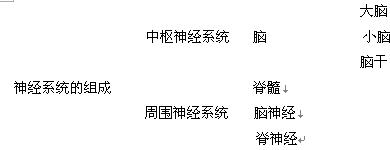 大脑
中枢神经系统 脑 小脑
脑干
神经系统的组成 脊髓↓
周围神经系统 脑神经↓
脊神经↵